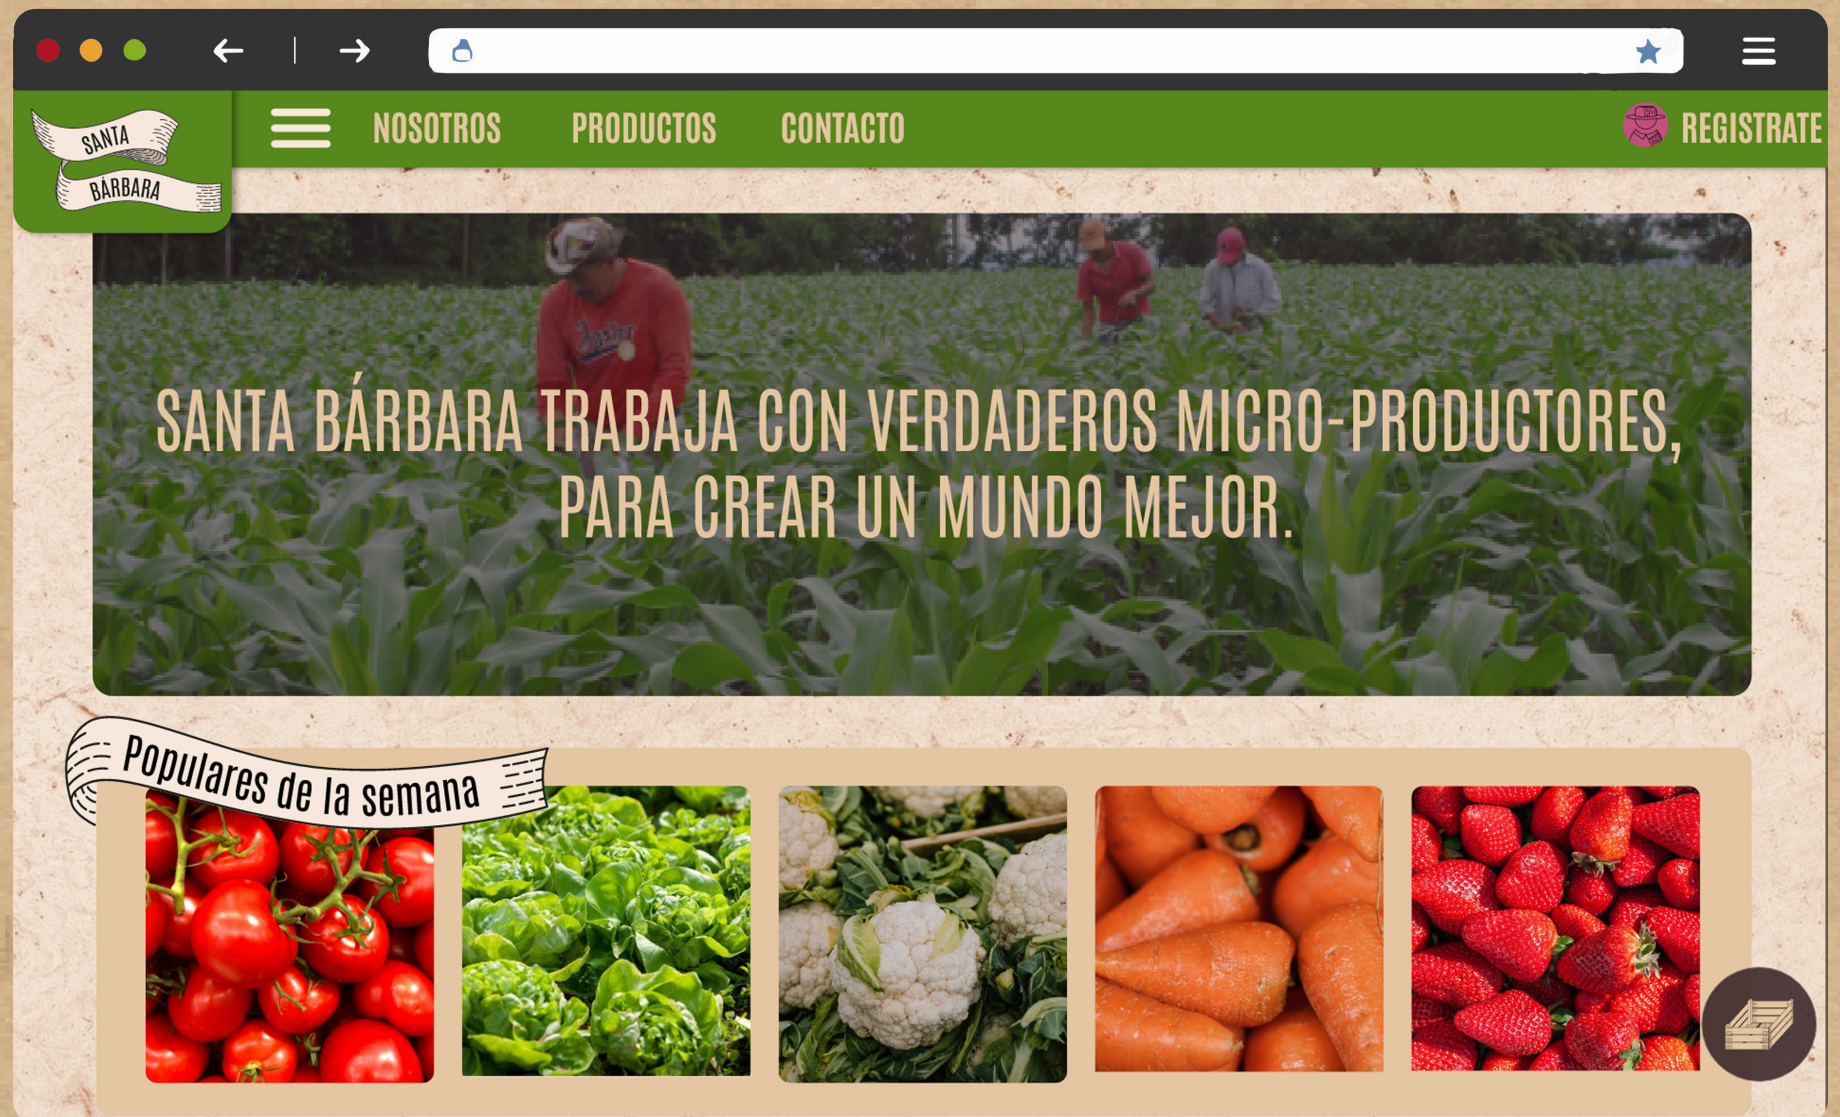 SANTA
BÁRBARA
NOSOTROS
PRODUCTOS
CONTACTO
REGISTRATE
SANTA BÁRBARA TRABAJA CON VERDADEROS MICRO-PRODUCTORES,
PARA CREAR UN MUNDO MEJOR.
Populares de la semana